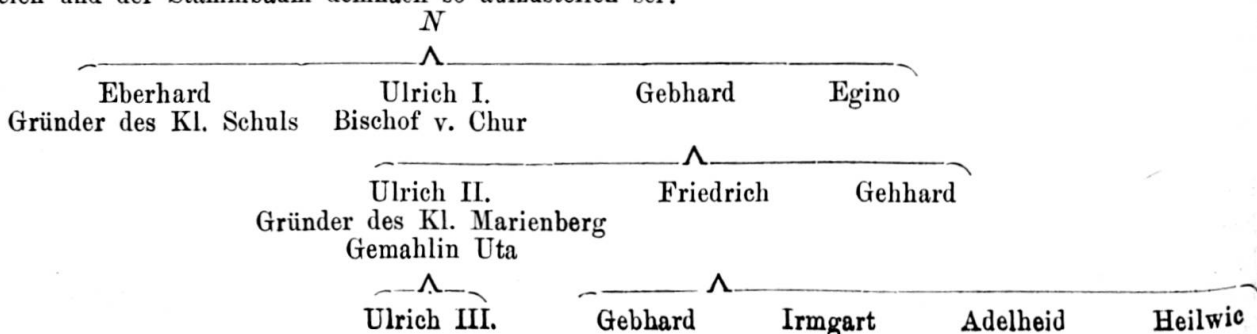 N
Eberhard Ulrich I. Gebhard Egino
Gründer des Kl. Schuls Bischof v. Chur
Ulrich II. Friedrich Gehhard
Gründer des Kl. Marienberg
Gemahlin Uta
Ulrich III. Gebhard Irmgart Adelheid Heilwic